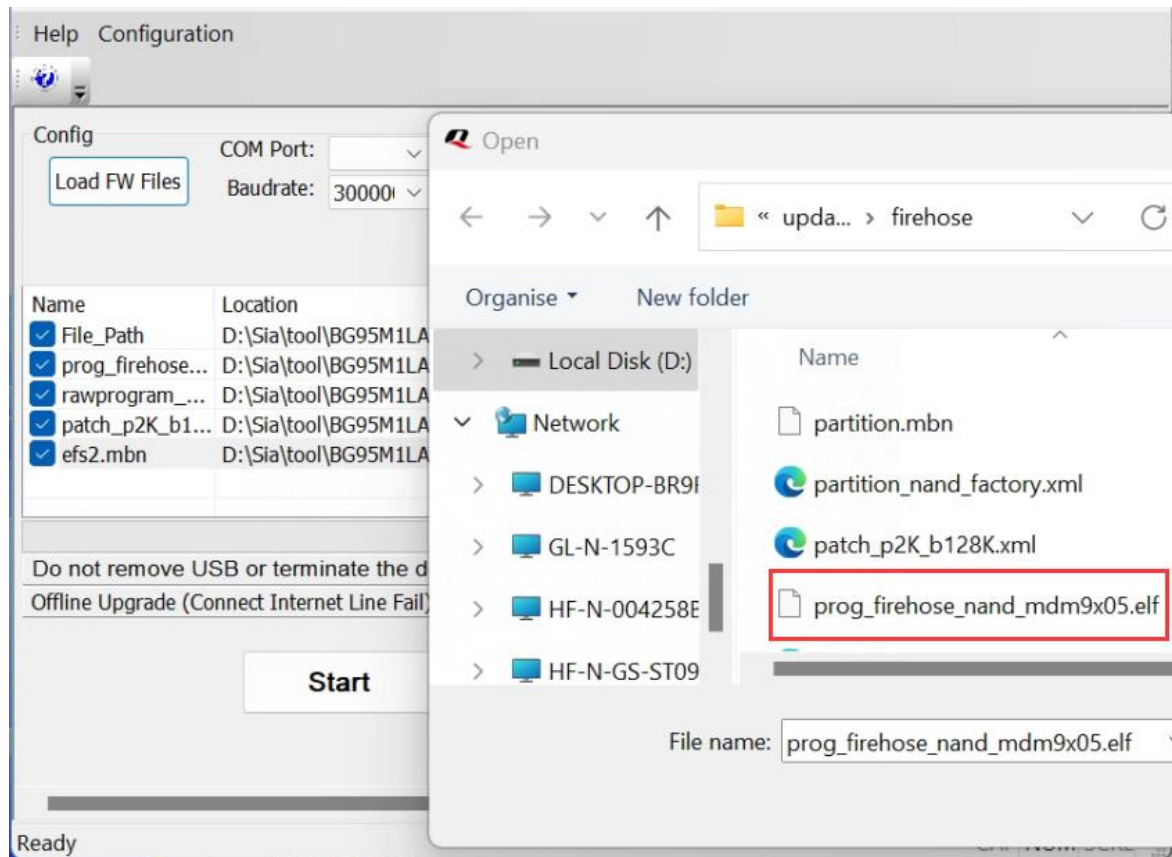 Help Configuration
Config
Load FW Files
COM Port:
Baudrate: 30000
Name Location
File_Path D:\Sia\tool\BG95M1LA
prog_firehose... D:\Sia\tool\BG95M1LA
rawprogram_... D:\Sia\tool\BG95M1LA
patch_p2K_b1... D:\Sia\tool\BG95M1LA
efs2.mbn D:\Sia\tool\BG95M1LA
Do not remove USB or terminate the d
Offline Upgrade (Connect Internet Line Fail)
Start
Ready
Open
« upda... › firehose
Organise New folder
Local Disk (D:)
Network
DESKTOP-BR9
GL-N-1593C
HF-N-004258
HF-N-GS-ST09
Name
partition.mbn
partition_nand_factory.xml
patch_p2K_b128K.xml
prog_firehose_nand_mdm9x05.elf
File name: prog_firehose_nand_mdm9x05.elf